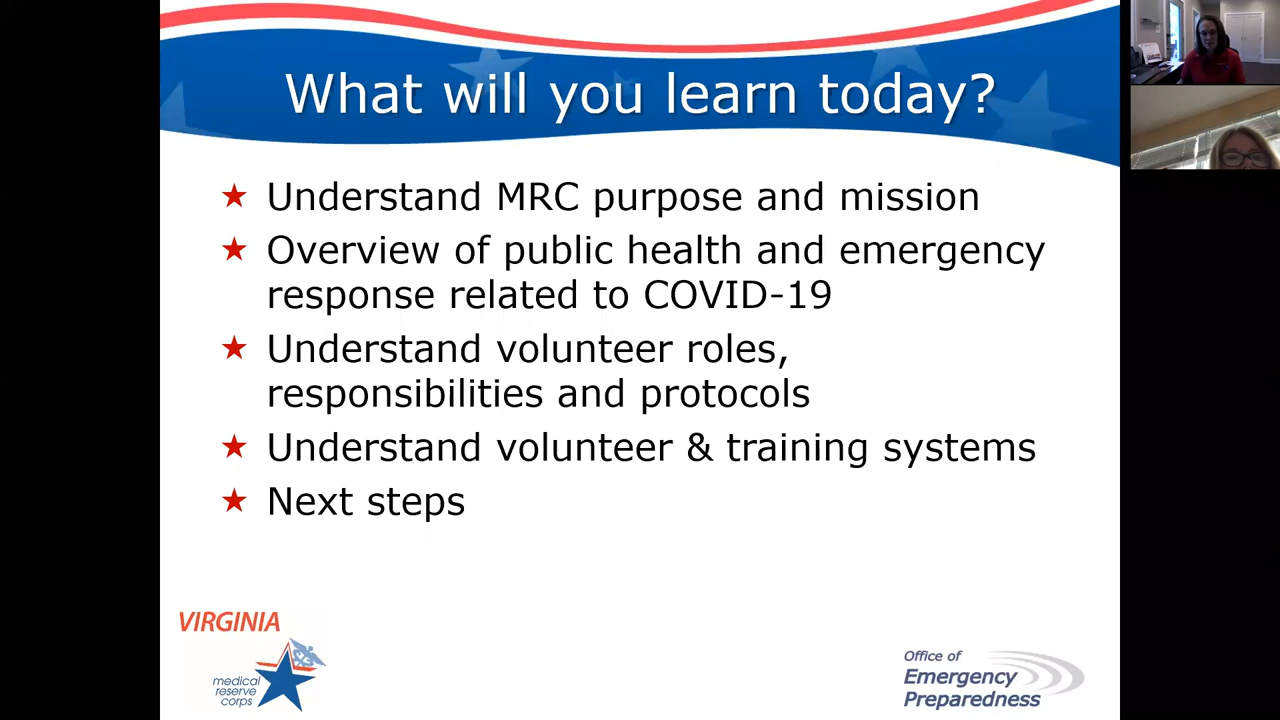 What will you learn today?
Understand MRC purpose and mission
Overview of public health and emergency
response related to COVID-19
Understand volunteer roles,
responsibilities and protocols
Understand volunteer & training systems
Next steps
VIRGINIA
medical
reserve
corps
Office of
Emergency
Preparedness